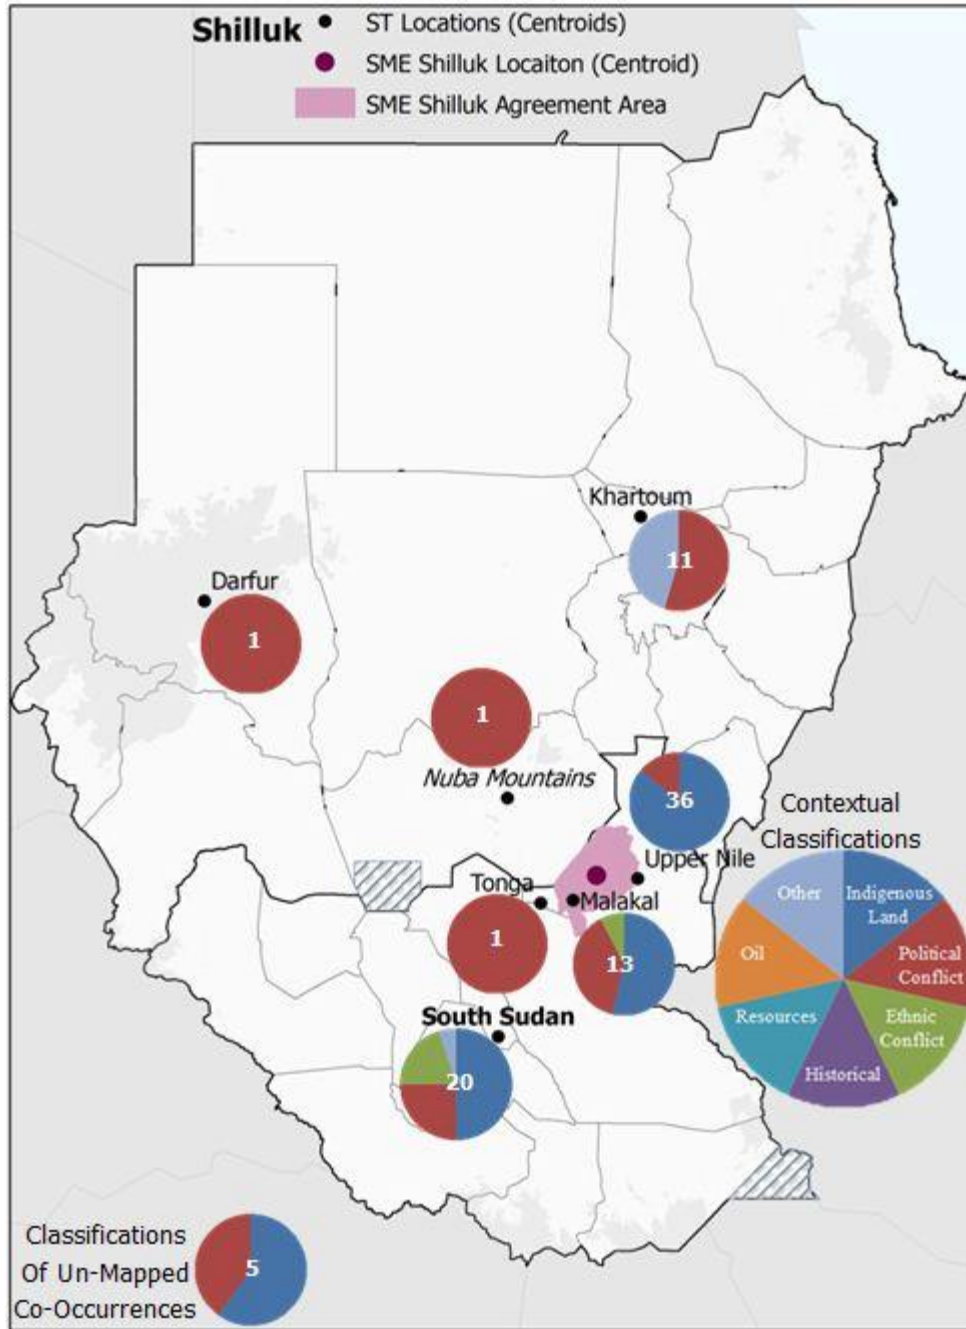 Shilluk
ST Locations (Centroids)
SME Shilluk Locaiton (Centroid)
SME Shilluk Agreement Area
Khartoum
11
Darfur
1
1
Nuba Mountains
36
Upper Nile
Tonga
Malakal
1
13
South Sudan
20
Contextual
Classifications
Other
Indigenous
Land
Oil
Political
Conflict
Resources
Ethnic
Conflict
Historical
Classifications
Of Un-Mapped
Co-Occurrences
5